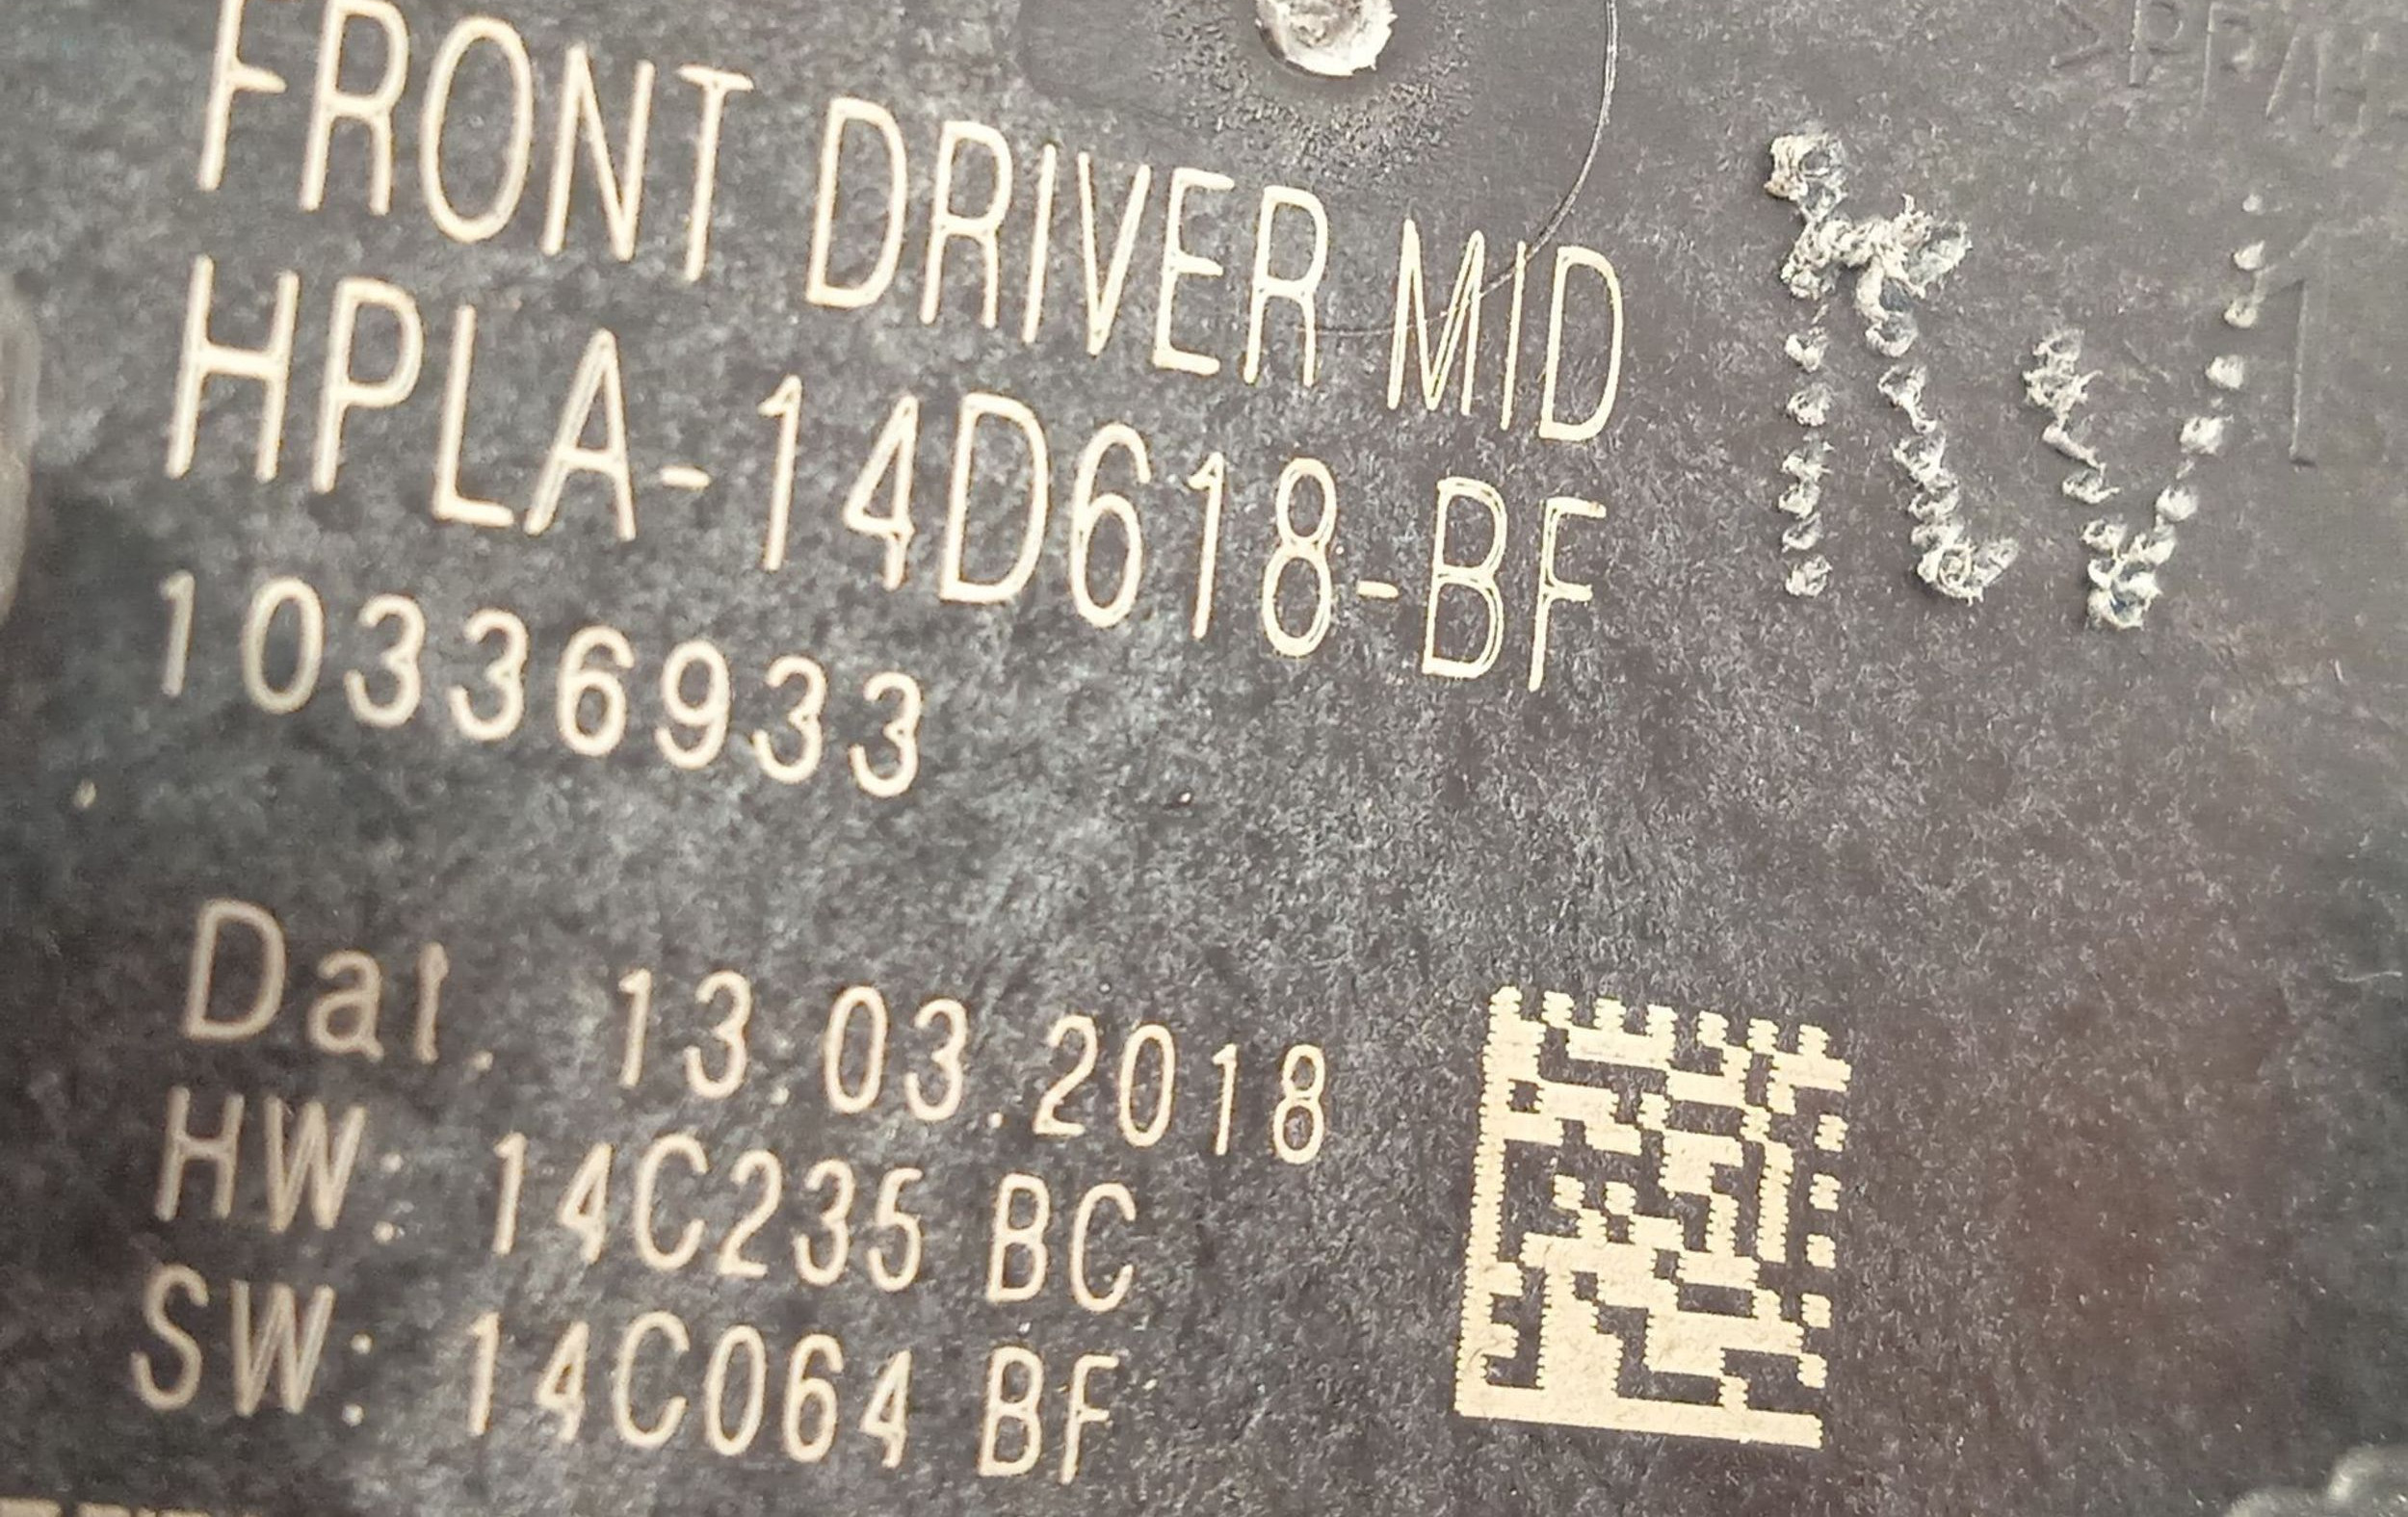 FRONT DRIVER MID
HPLA-14D618-BF
10336933
Dat. 13.03.2018
HW: 14C235 BC
SW: 14C064 BF